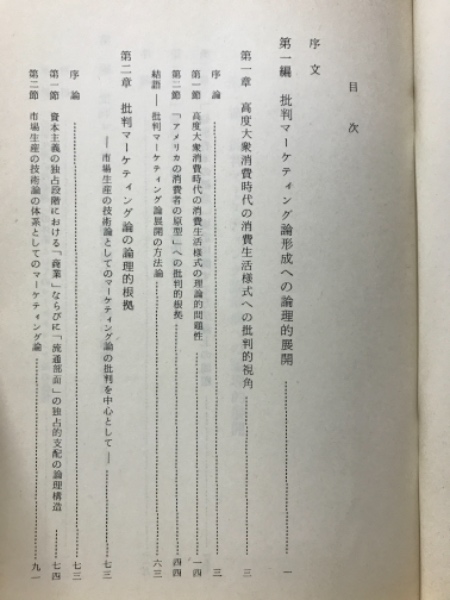 目次
序文
第一編　批判マーケティング論形成への論理的展開……一
第一章　高度大衆消費時代の消費生活様式への批判的視角……三
序論……三
第一節　高度大衆消費時代の消費生活様式の理論的問題性……一四
第二節　「アメリカの消費者の原型」への批判的根拠……四四
結語――批判マーケティング論展開の方法論……六三
第二章　批判マーケティング論の論理的根拠
――市場生産の技術論としてのマーケティング論の批判を中心として――……七三
序論……七三
第一節　資本主義の独占段階における「商業」ならびに「流通部面」の独占的支配の論理構造……七四
第二節　市場生産の技術論の体系としてのマーケティング論……九一